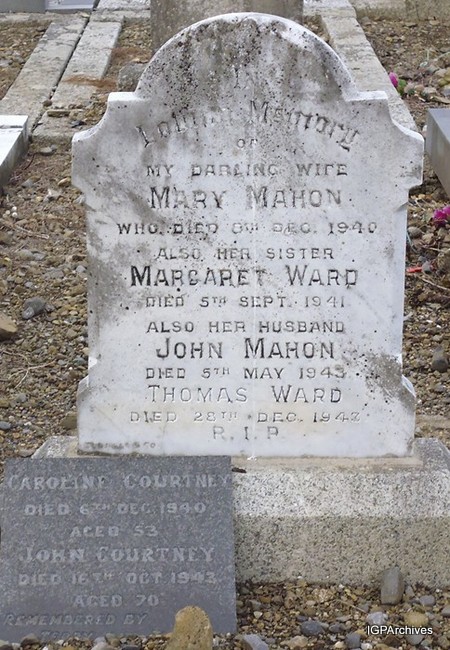 Loving Memory
OF
MY DARLING WIFE
MARY MAHON
WHO DIED 8TH DEC. 1940
ALSO HER SISTER
MARGARET WARD
DIED 5TH SEPT. 1941
ALSO HER HUSBAND
JOHN MAHON
DIED 5TH MAY 1943
THOMAS WARD
DIED 28TH DEC. 1943
R.I.P
CAROLINE COURTNEY
DIED 6TH DEC 1940
AGED 53
JOHN COURTNEY
DIED 16TH OCT 1943
AGED 70
REMEMBERED BY
IGPArchives